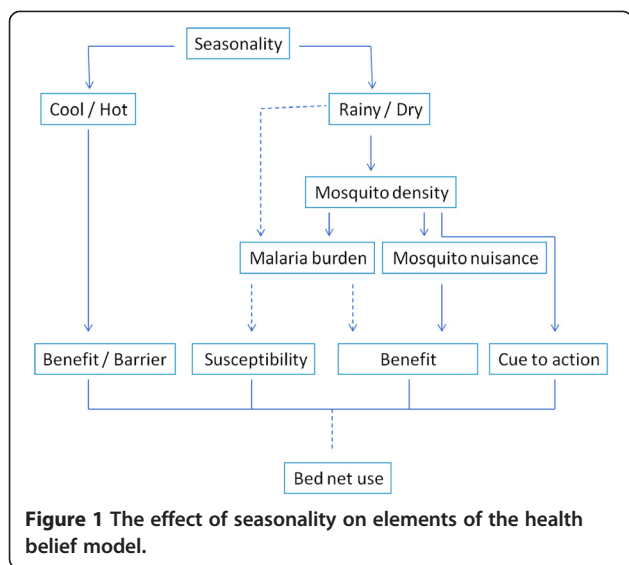 Seasonality
Cool / Hot
Rainy / Dry
Mosquito density
Malaria burden
Mosquito nuisance
Benefit / Barrier
Susceptibility
Benefit
Cue to action
Bed net use
Figure 1 The effect of seasonality on elements of the health
belief model.